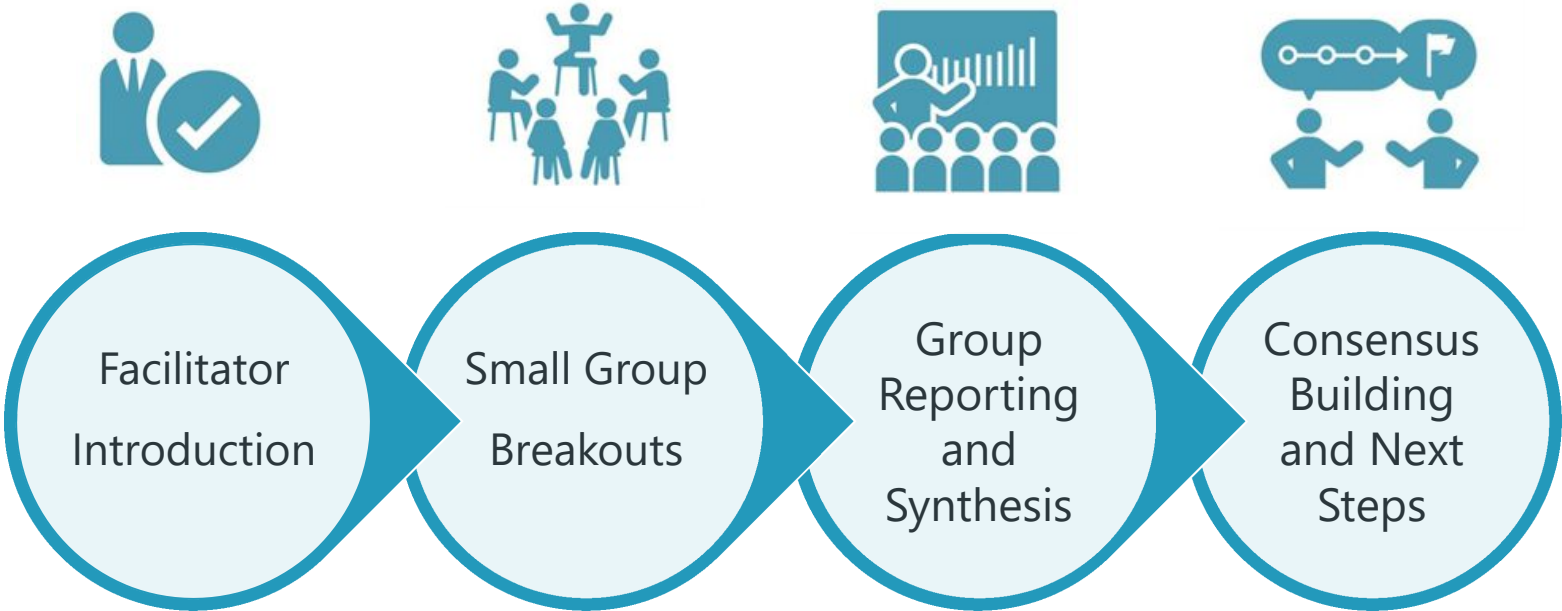 Facilitator
Introduction
Small Group
Breakouts
Group
Reporting
and
Synthesis
Consensus
Building
and Next
Steps